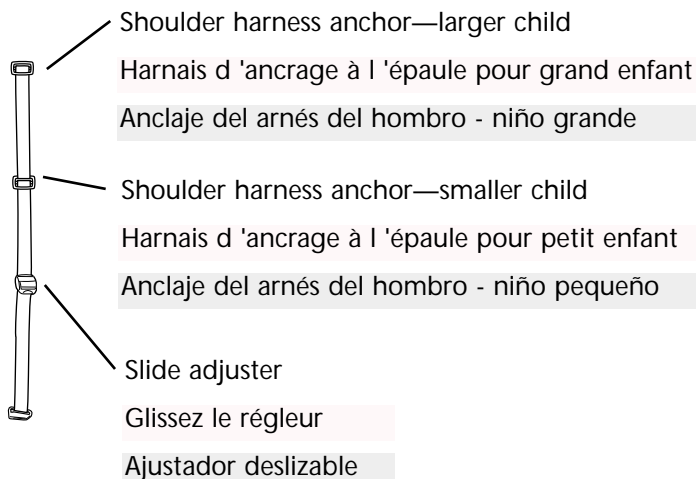 Shoulder harness anchor—larger child
Harnais d 'ancrage à l 'épaule pour grand enfant
Anclaje del arnés del hombro - niño grande
Shoulder harness anchor—smaller child
Harnais d 'ancrage à l 'épaule pour petit enfant
Anclaje del arnés del hombro - niño pequeño
Slide adjuster
Glissez le régleur
Ajustador deslizable